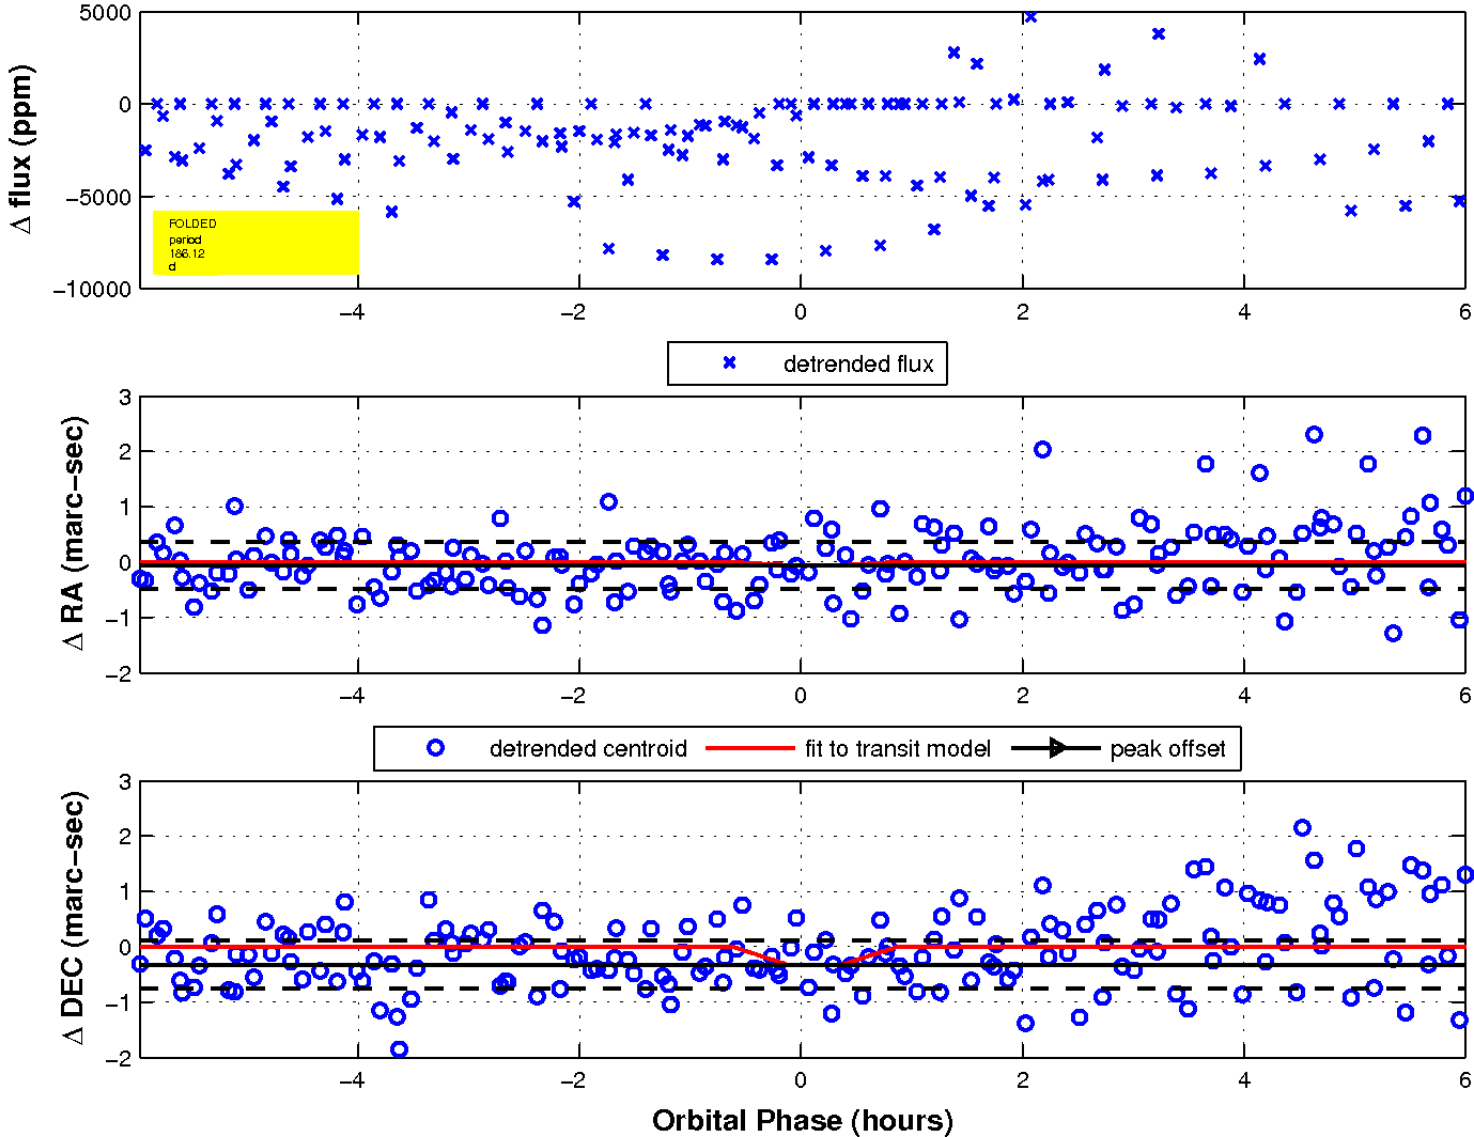 5000
0
−5000
−10000
Δ flux (ppm)
FOLDED
period
186.12
d
−4 −2 0 2 4 6
detrended flux
3
2
1
0
−1
−2
Δ RA (marc−sec)
−4 −2 0 2 4 6
detrended centroid fit to transit model peak offset
3
2
1
0
−1
−2
Δ DEC (marc−sec)
−4 −2 0 2 4 6
Orbital Phase (hours)